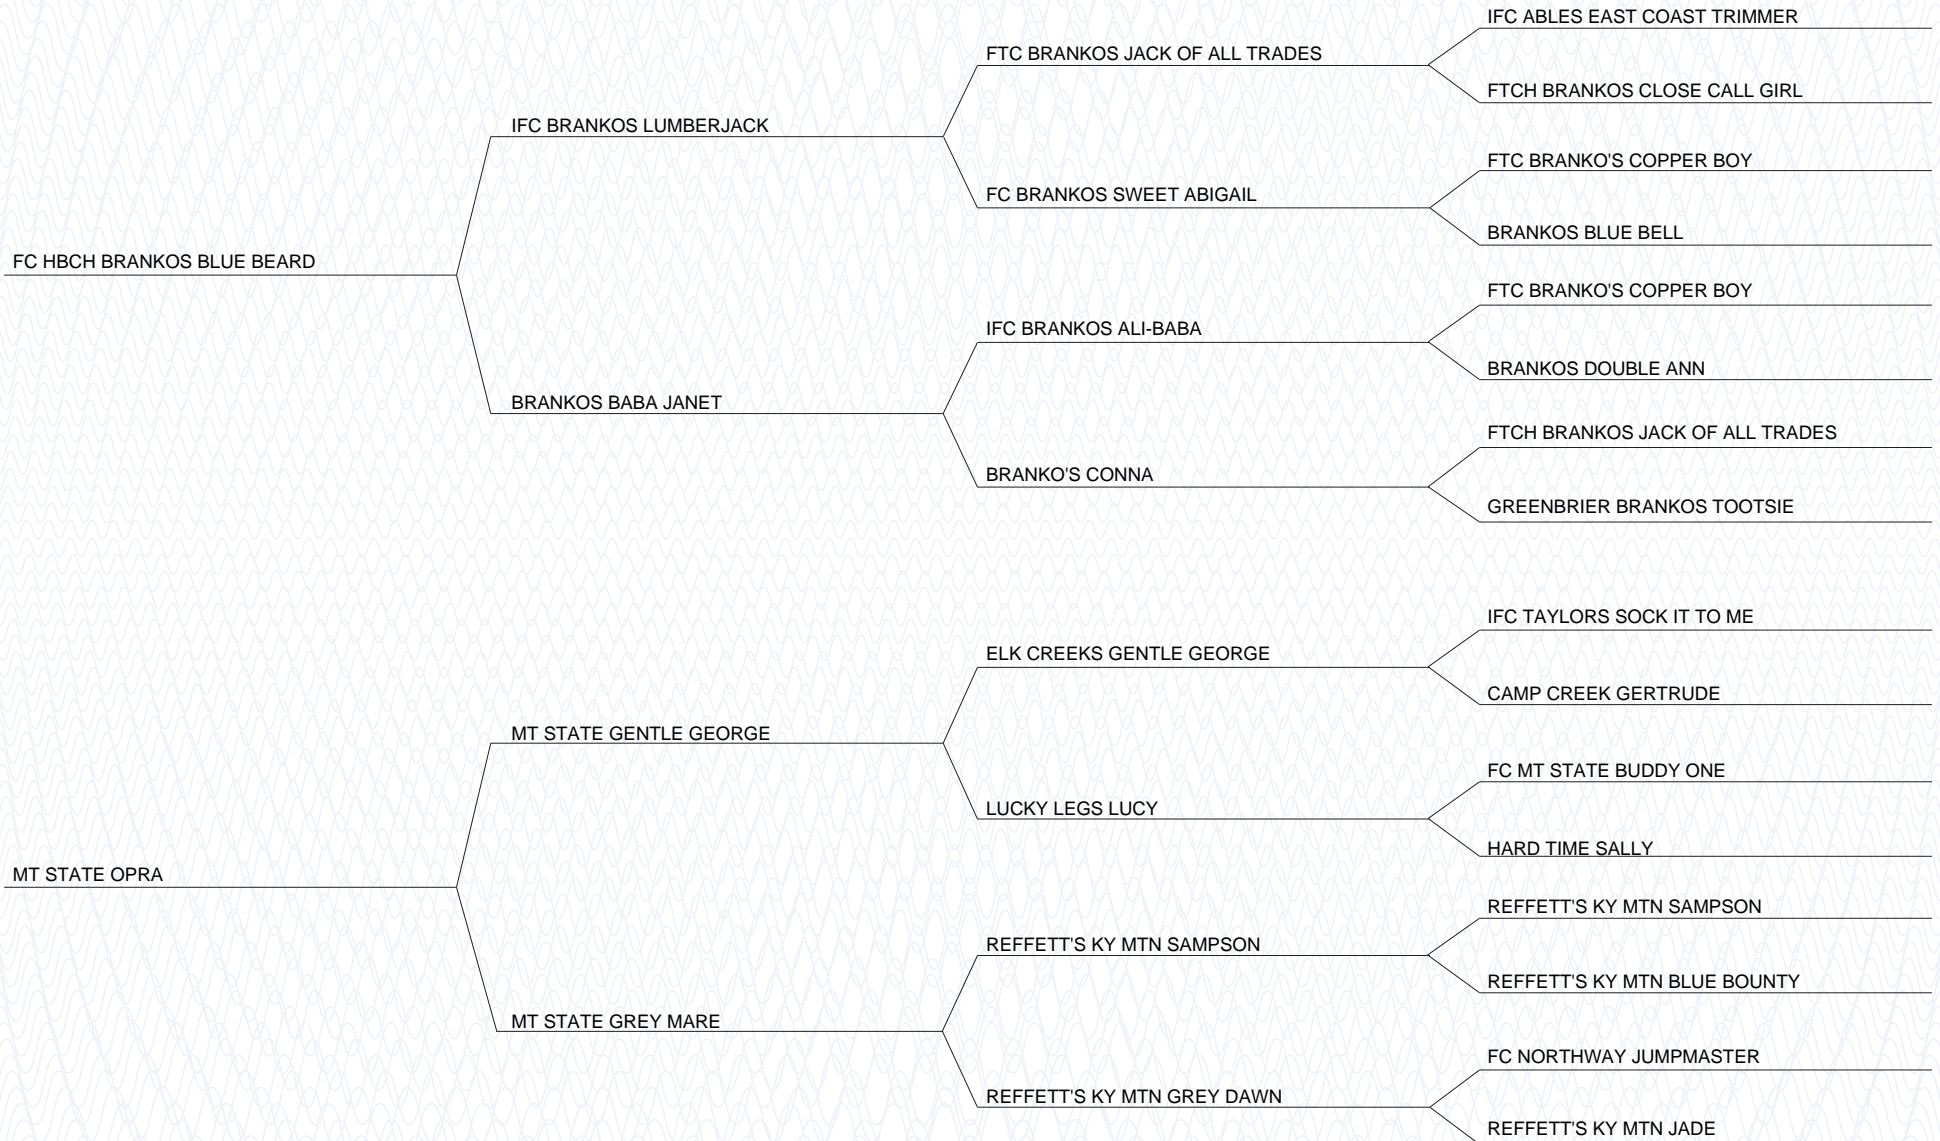 IFC ABLES EAST COAST TRIMMER
FTC BRANKOS JACK OF ALL TRADES
FTCH BRANKOS CLOSE CALL GIRL
IFC BRANKOS LUMBERJACK
FTC BRANKO'S COPPER BOY
FC BRANKOS SWEET ABIGAIL
BRANKOS BLUE BELL
FC HBCH BRANKOS BLUE BEARD
FTC BRANKO'S COPPER BOY
IFC BRANKOS ALI-BABA
BRANKOS DOUBLE ANN
BRANKOS BABA JANET
FTCH BRANKOS JACK OF ALL TRADES
BRANKO'S CONNA
GREENBRIER BRANKOS TOOTSIE
IFC TAYLORS SOCK IT TO ME
ELK CREEKS GENTLE GEORGE
CAMP CREEK GERTRUDE
MT STATE GENTLE GEORGE
FC MT STATE BUDDY ONE
LUCKY LEGS LUCY
HARD TIME SALLY
MT STATE OPRA
REFFETT'S KY MTN SAMPSON
REFFETT'S KY MTN SAMPSON
REFFETT'S KY MTN BLUE BOUNTY
MT STATE GREY MARE
FC NORTHWAY JUMPMASTER
REFFETT'S KY MTN GREY DAWN
REFFETT'S KY MTN JADE